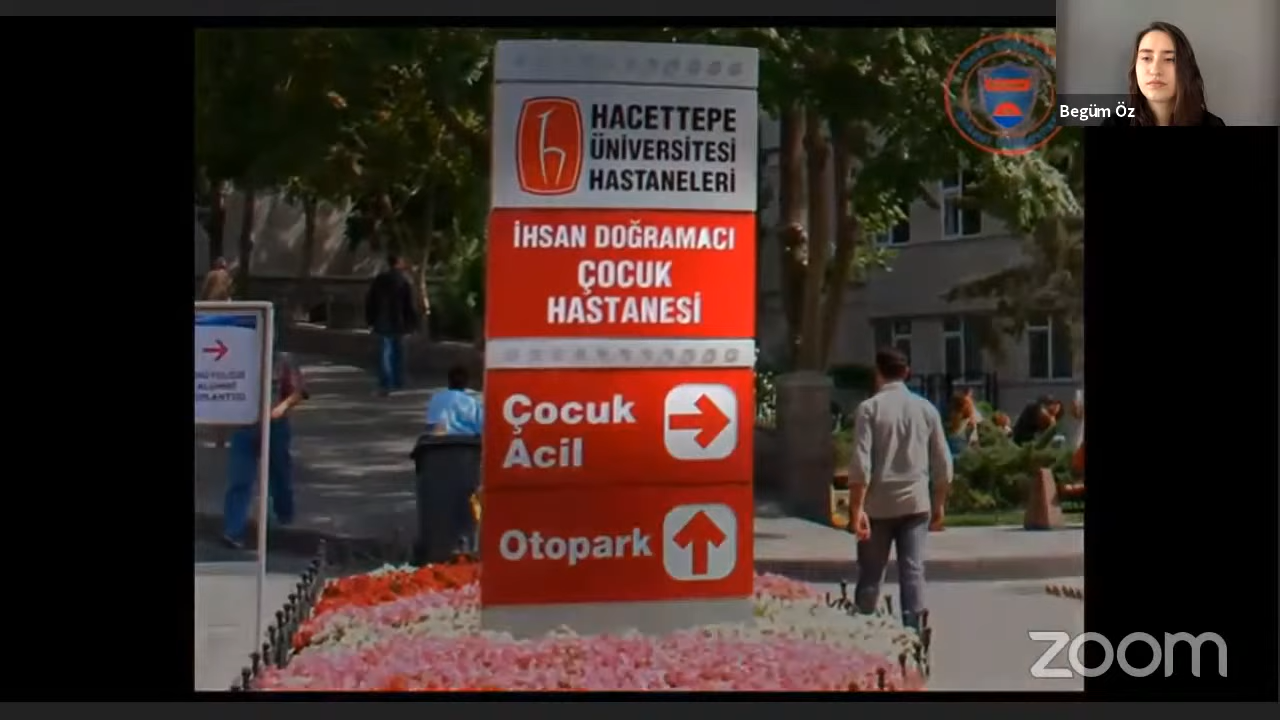 HACETTEPE
ÜNİVERSİTESİ
HASTANELERİ
İHSAN DOĞRAMACI
ÇOCUK
HASTANESİ
Çocuk
Acil
Otopark
Begüm Öz
zoom